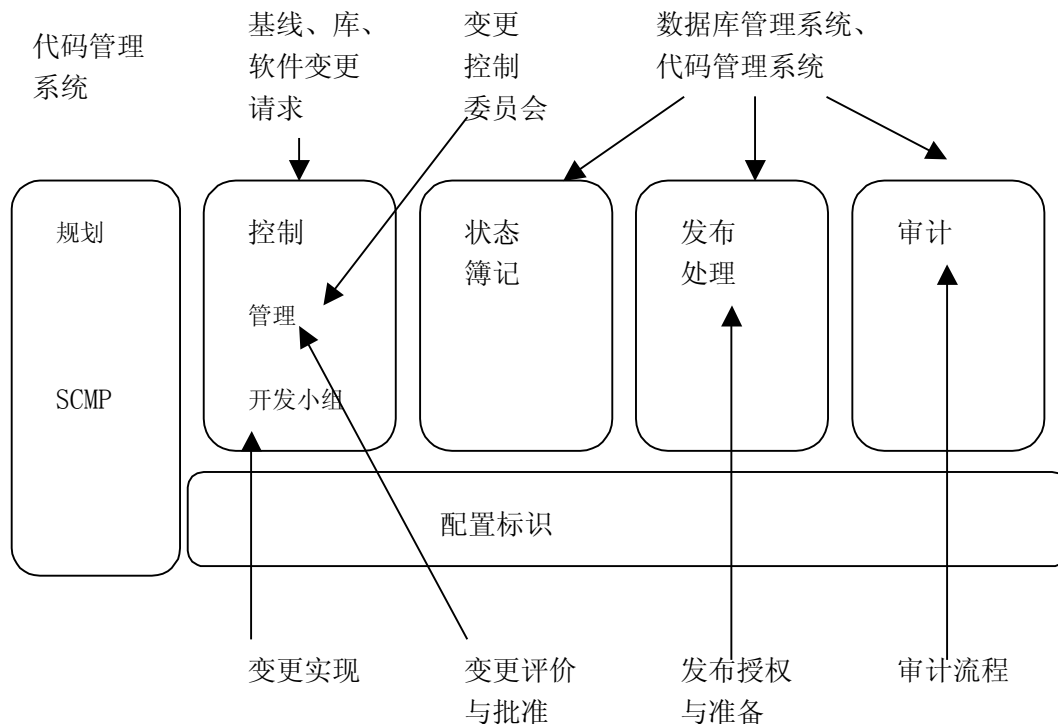 代码管理
系统
基线、库、
软件变更
请求
变更
控制
委员会
数据库管理系统、
代码管理系统
规划
SCMP
控制
管理
开发小组
状态
簿记
发布
处理
审计
配置标识
变更实现
变更评价
与批准
发布授权
与准备
审计流程